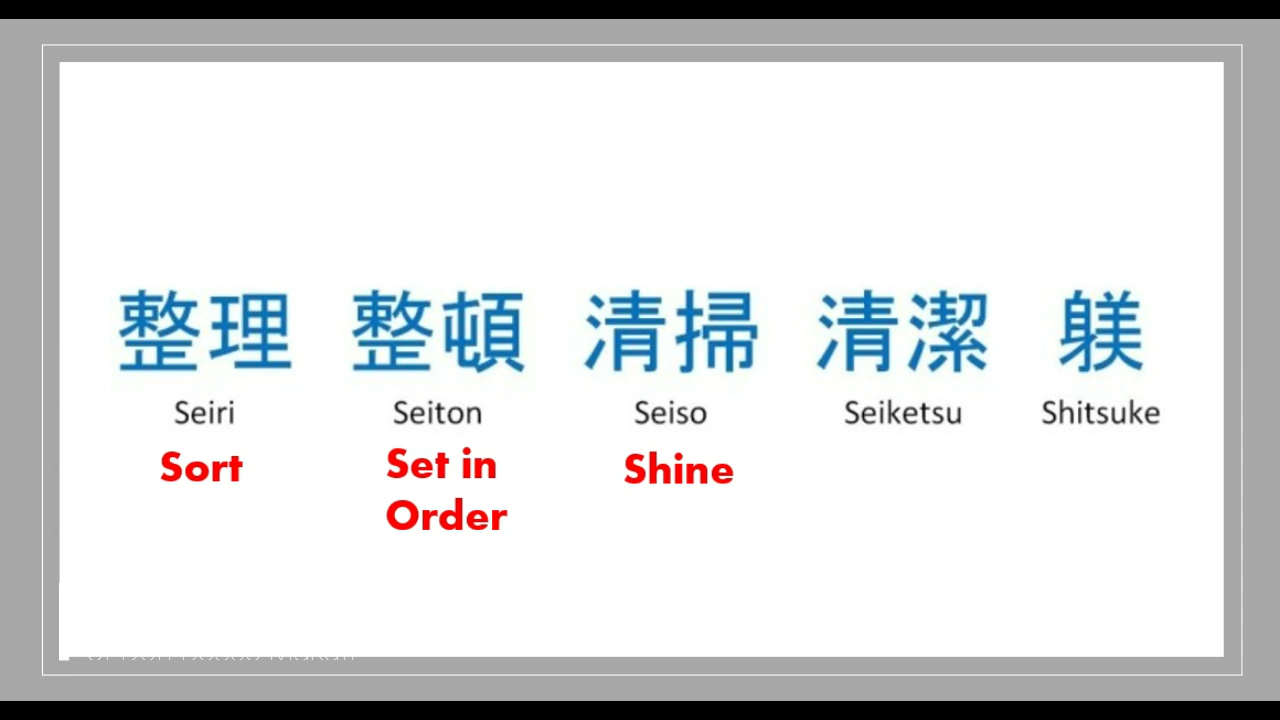 整理 整頓 清掃 清潔 躾
Seiri Seiton Seiso Seiketsu Shitsuke
Sort Set in Order Shine